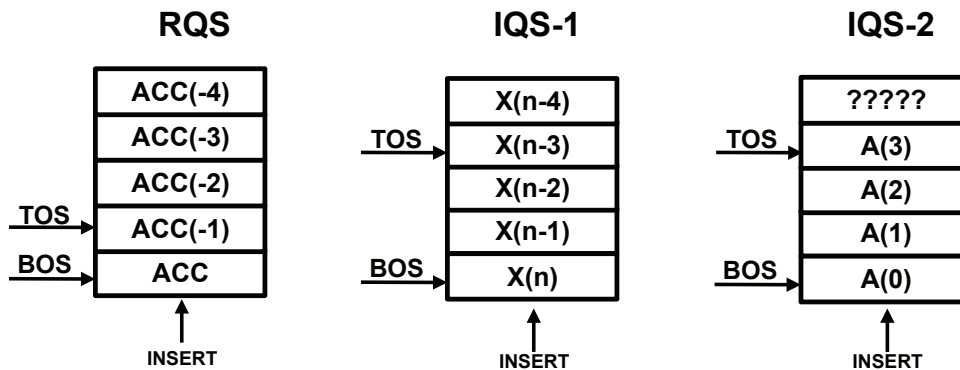 RQS
IQS-1
IQS-2
ACC(-4)
ACC(-3)
ACC(-2)
TOS
ACC(-1)
BOS
ACC
INSERT
X(n-4)
TOS
X(n-3)
X(n-2)
X(n-1)
BOS
X(n)
INSERT
?????
TOS
A(3)
A(2)
A(1)
BOS
A(0)
INSERT